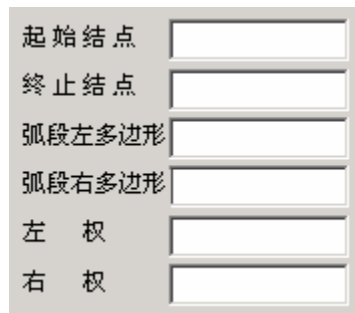 起始结点
终止结点
弧段左多边形
弧段右多边形
左 权
右 权